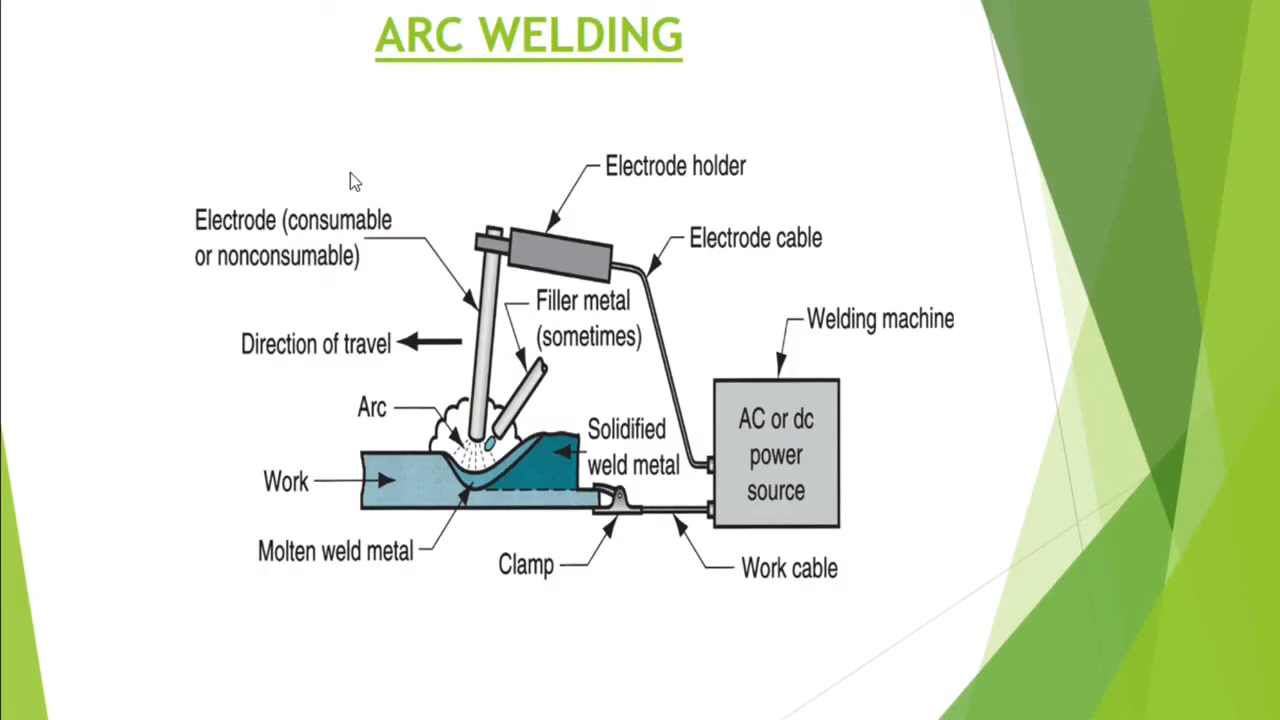 ARC WELDING
Electrode holder
Electrode (consumable
or nonconsumable)
Electrode cable
Filler metal
(sometimes)
Welding machine
Direction of travel
Arc
AC or dc
power
source
Solidified
weld metal
Work
Molten weld metal
Clamp
Work cable